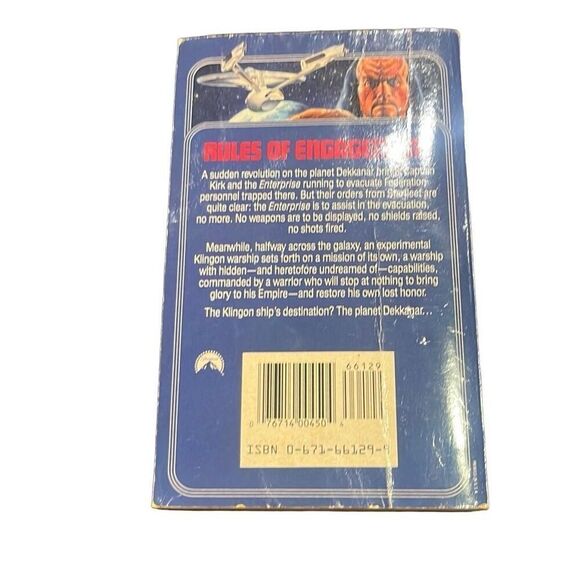 RULES OF ENGAGEMENT
A sudden revolution on the planet Dekkanar brings Captain
Kirk and the Enterprise running to evacuate Federation
personnel trapped there. But their orders from Starfleet are
quite clear: the Enterprise is to assist in the evacuation,
no more. No weapons are to be displayed, no shields raised,
no shots fired.
Meanwhile, halfway across the galaxy, an experimental
Klingon warship sets forth on a mission of its own, a warship
with hidden—and heretofore undreamed of—capabilities,
commanded by a warrior who will stop at nothing to bring
glory to his Empire—and restore his own lost honor.
The Klingon ship's destination? The planet Dekkanar...
66129
0 76714 00450 4
ISBN 0-671-66129-9